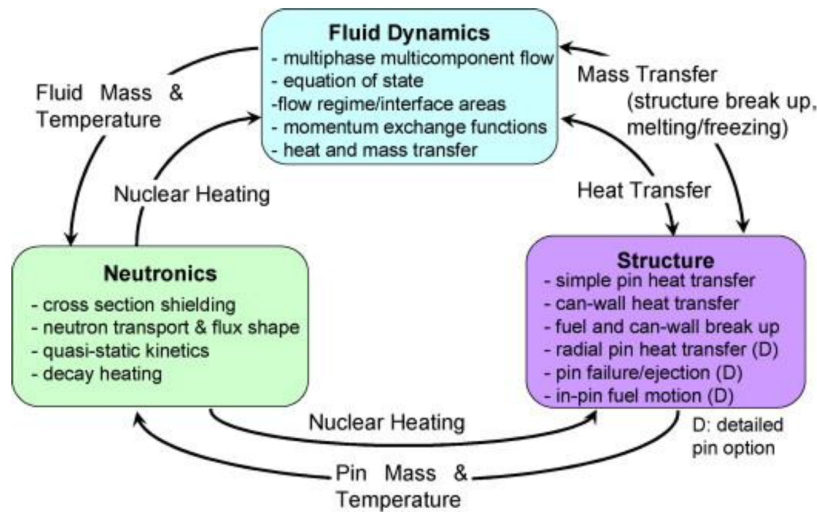 Fluid Dynamics
- multiphase multicomponent flow
- equation of state
-flow regime/interface areas
- momentum exchange functions
- heat and mass transfer
Fluid Mass &
Temperature
Mass Transfer
(structure break up,
melting/freezing)
Nuclear Heating
Heat Transfer
Neutronics
- cross section shielding
- neutron transport & flux shape
- quasi-static kinetics
- decay heating
Structure
- simple pin heat transfer
- can-wall heat transfer
- fuel and can-wall break up
- radial pin heat transfer (D)
- pin failure/ejection (D)
- in-pin fuel motion (D)
Nuclear Heating
D: detailed
pin option
Pin Mass &
Temperature